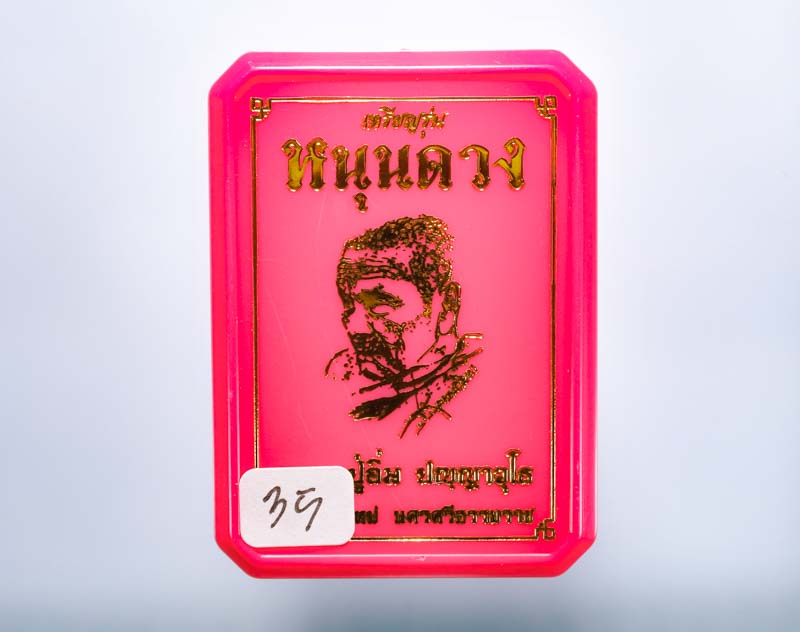 เหรียญรุ่น
หนุนดวง
ปู่อิ่ม ปญฺญาวุโธ
นครศรีธรรมราช
35